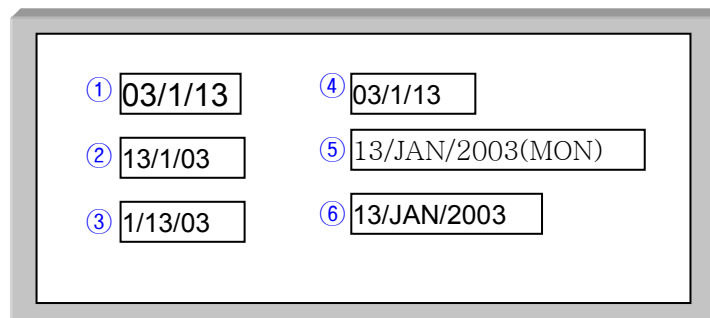 ① 03/1/13
② 13/1/03
③ 1/13/03
④ 03/1/13
⑤ 13/JAN/2003(MON)
⑥ 13/JAN/2003